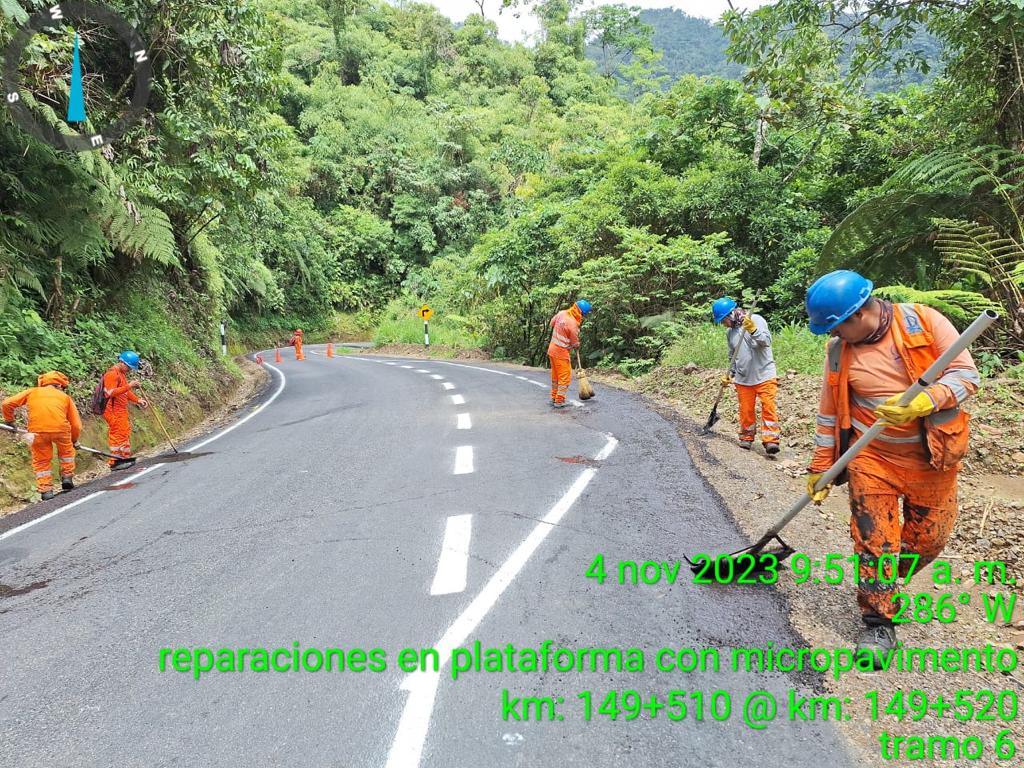 W
N
S
E
4 nov 2023 9:51:07 a. m.
286° W
reparaciones en plataforma con micropavimento
km: 149+510 @ km: 149+520
tramo 6